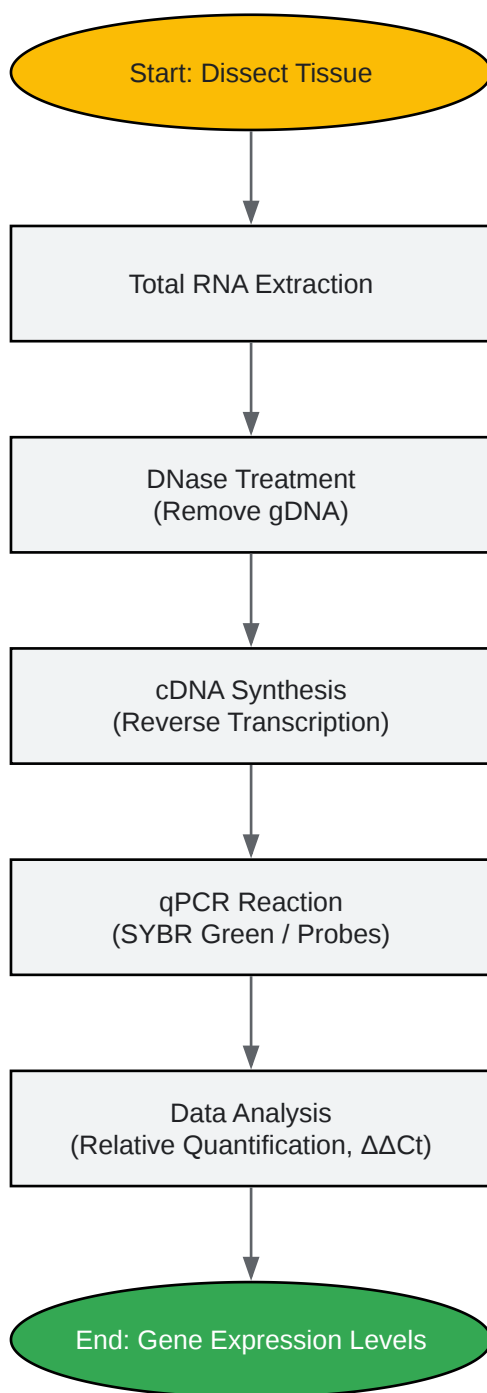 Start: Dissect Tissue
Total RNA Extraction
DNase Treatment
(Remove gDNA)
cDNA Synthesis
(Reverse Transcription)
qPCR Reaction
(SYBR Green / Probes)
Data Analysis
(Relative Quantification, ΔΔCt)
End: Gene Expression Levels